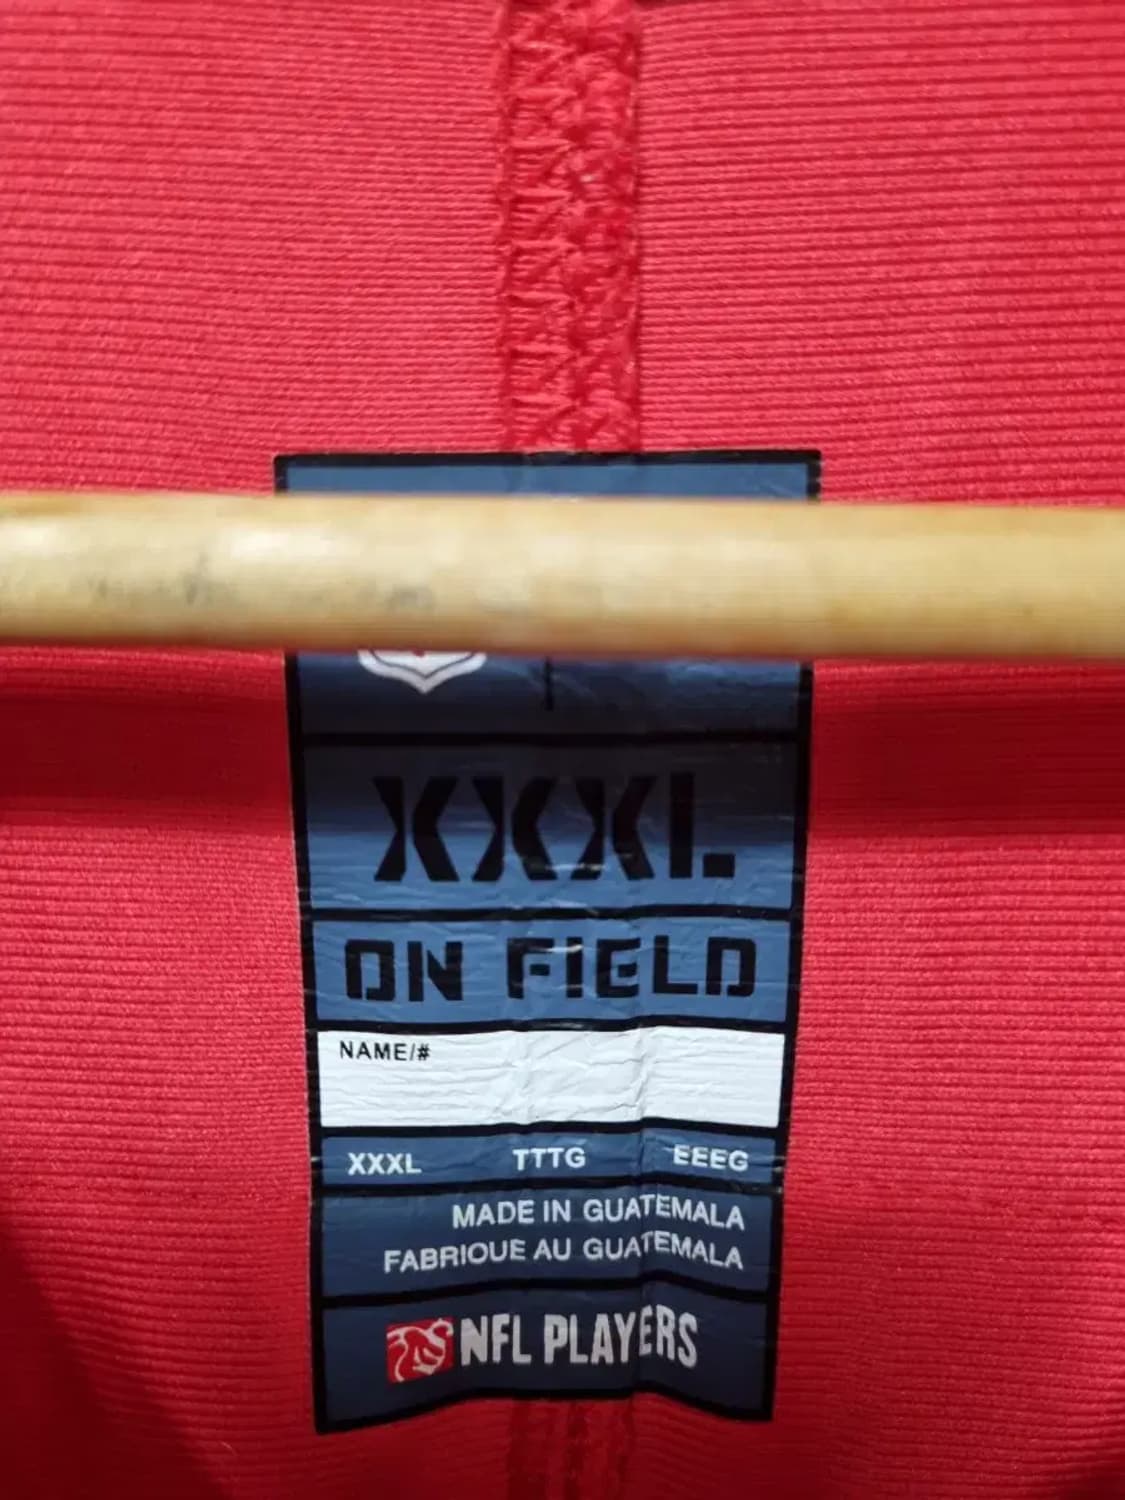 XXXL
ON FIELD
NAME/#
XXXL TTTG EEEG
MADE IN GUATEMALA
FABRIQUE AU GUATEMALA
NFL PLAYERS